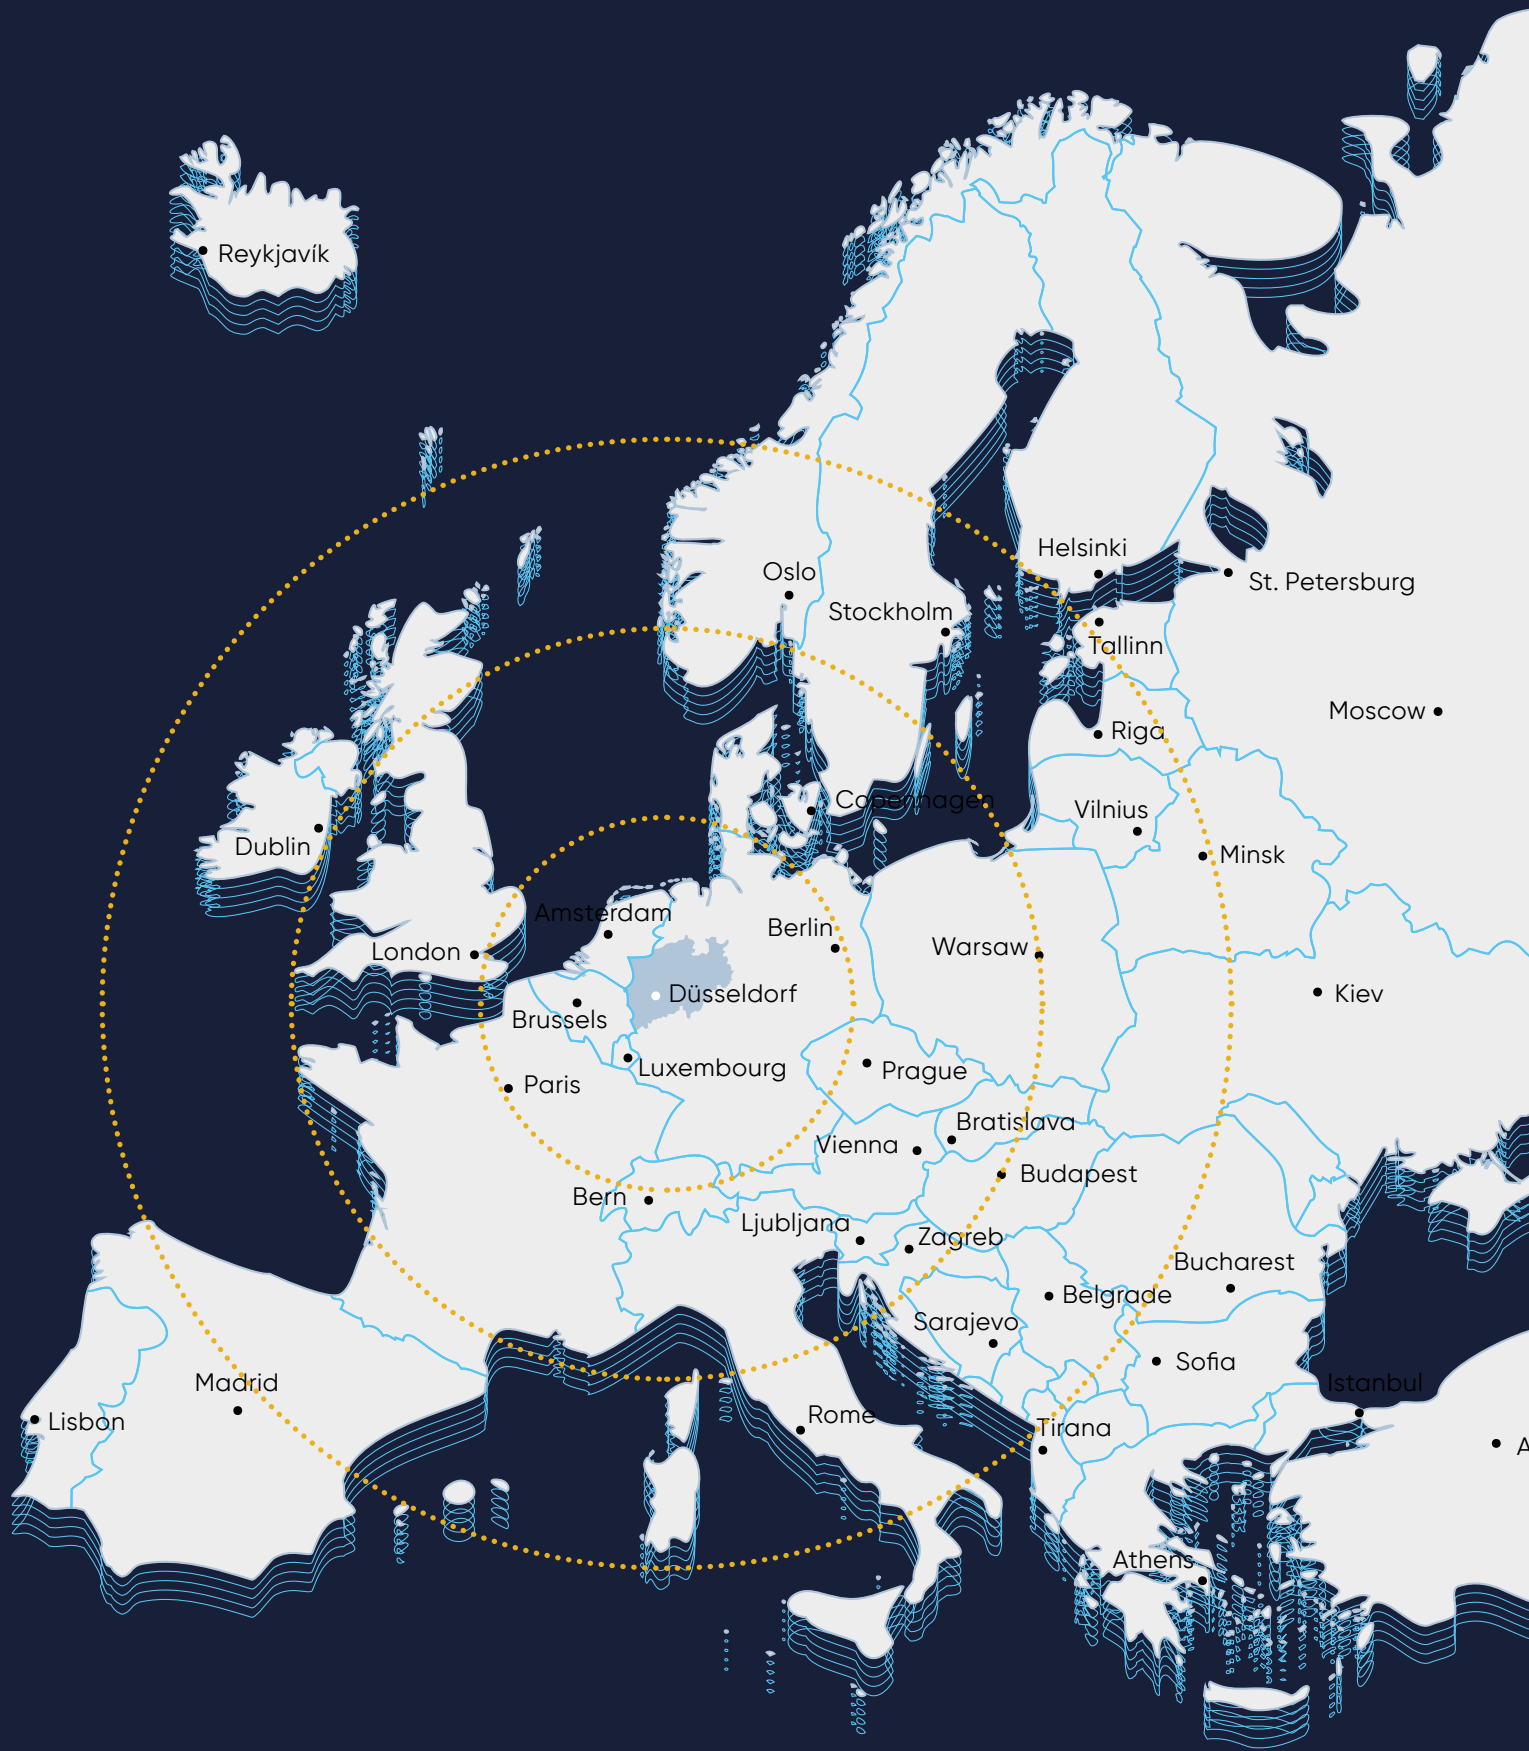 Reykjavík
Helsinki
Oslo
St. Petersburg
Stockholm
Tallinn
Moscow
Riga
Copenhagen
Vilnius
Dublin
Minsk
Amsterdam
Berlin
London
Warsaw
Düsseldorf
Kiev
Brussels
Luxembourg
Prague
Paris
Bratislava
Vienna
Budapest
Bern
Ljubljana
Zagreb
Bucharest
Belgrade
Sarajevo
Sofia
Madrid
Istanbul
Lisbon
Rome
Tirana
A
Athens